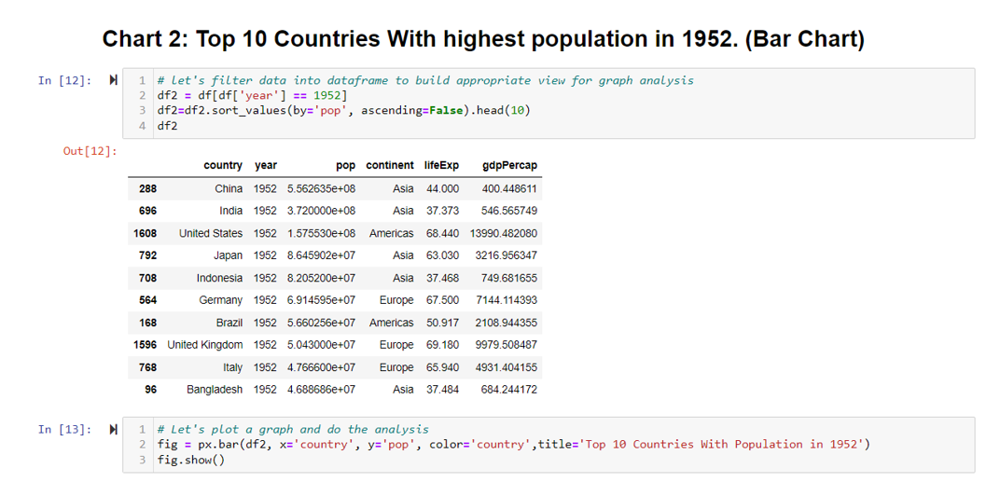 Chart 2: Top 10 Countries With highest population in 1952. (Bar Chart)
In [12]:
1 # let's filter data into dataframe to build appropriate view for graph analysis
2 df2 = df[df['year'] == 1952]
3 df2=df2.sort_values(by='pop', ascending=False).head(10)
4 df2
Out[12]:
country year pop continent lifeExp gdpPercap
288 China 1952 5.562635e+08 Asia 44.000 400.448611
696 India 1952 3.720000e+08 Asia 37.373 546.565749
1608 United States 1952 1.575530e+08 Americas 68.440 13990.482080
792 Japan 1952 8.645902e+07 Asia 63.030 3216.956347
708 Indonesia 1952 8.205200e+07 Asia 37.468 749.681655
564 Germany 1952 6.914595e+07 Europe 67.500 7144.114393
168 Brazil 1952 5.660256e+07 Americas 50.917 2108.944355
1596 United Kingdom 1952 5.043000e+07 Europe 69.180 9979.508487
768 Italy 1952 4.766600e+07 Europe 65.940 4931.404155
96 Bangladesh 1952 4.688686e+07 Asia 37.484 684.244172
In [13]:
1 # Let's plot a graph and do the analysis
2 fig = px.bar(df2, x='country', y='pop', color='country',title='Top 10 Countries With Population in 1952')
3 fig.show()